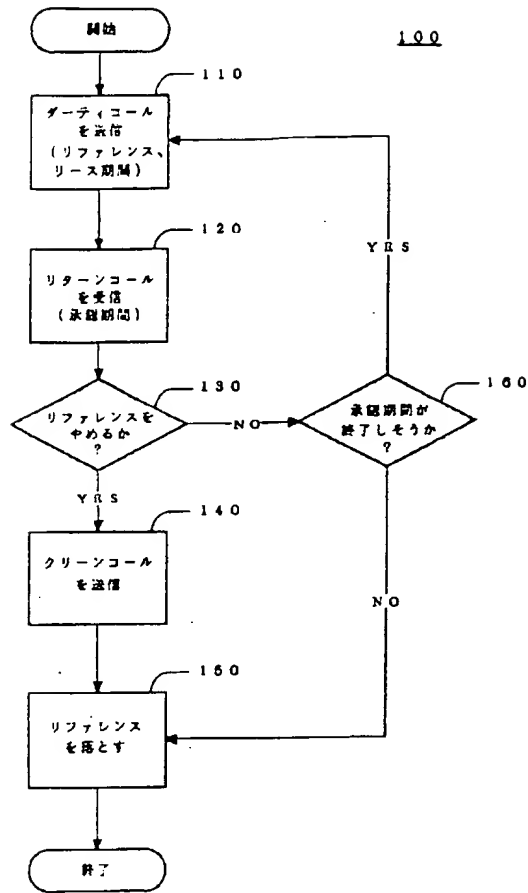 開始
100
110
ダーティコール
を送信
(リファレンス、
リース期間)
120
リターンコール
を受信
(承認期間)
YES
130
リファレンスを
やめるか
?
NO
160
承認期間が
終了しそうか
?
YES
140
クリーンコール
を送信
NO
150
リファレンス
を落とす
終了